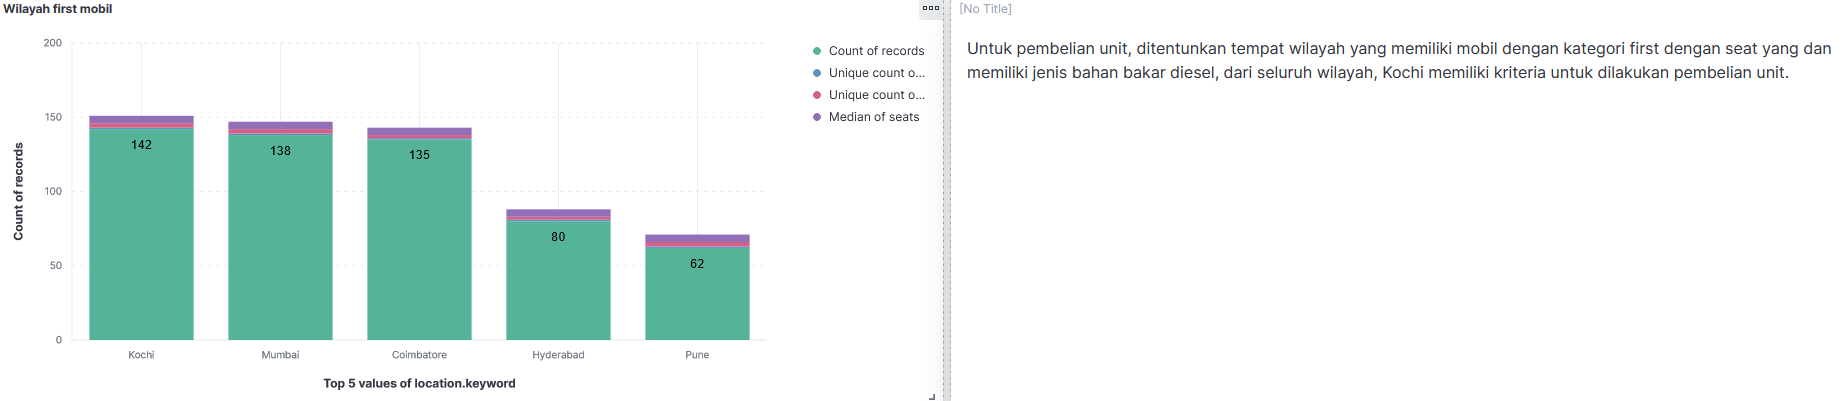 Wilayah first mobil
[No Title]
200
150
100
50
0
Count of records
142
138
135
80
62
Kochi
Mumbai
Coimbatore
Hyderabad
Pune
Top 5 values of location.keyword
Count of records
Unique count o...
Unique count o...
Median of seats
Untuk pembelian unit, ditentunkan tempat wilayah yang memiliki mobil dengan kategori first dengan seat yang dan
memiliki jenis bahan bakar diesel, dari seluruh wilayah, Kochi memiliki kriteria untuk dilakukan pembelian unit.